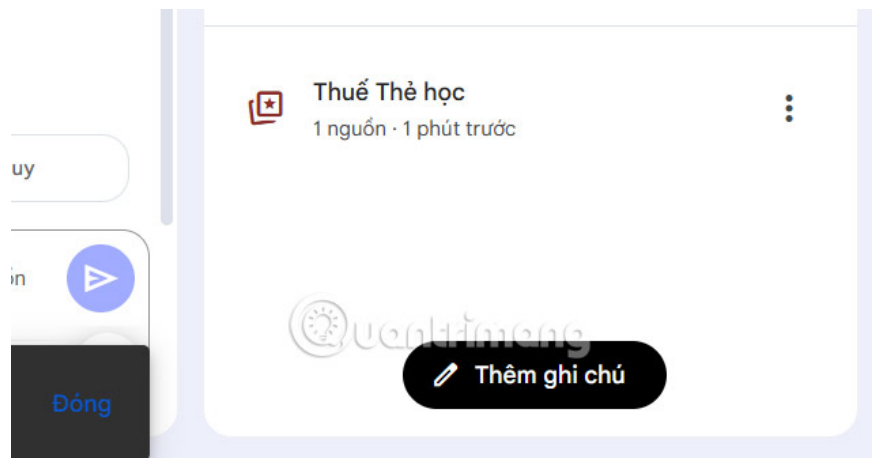 Thuế Thẻ học
1 nguồn · 1 phút trước
uy
Quantrimang
Thêm ghi chú
Đóng